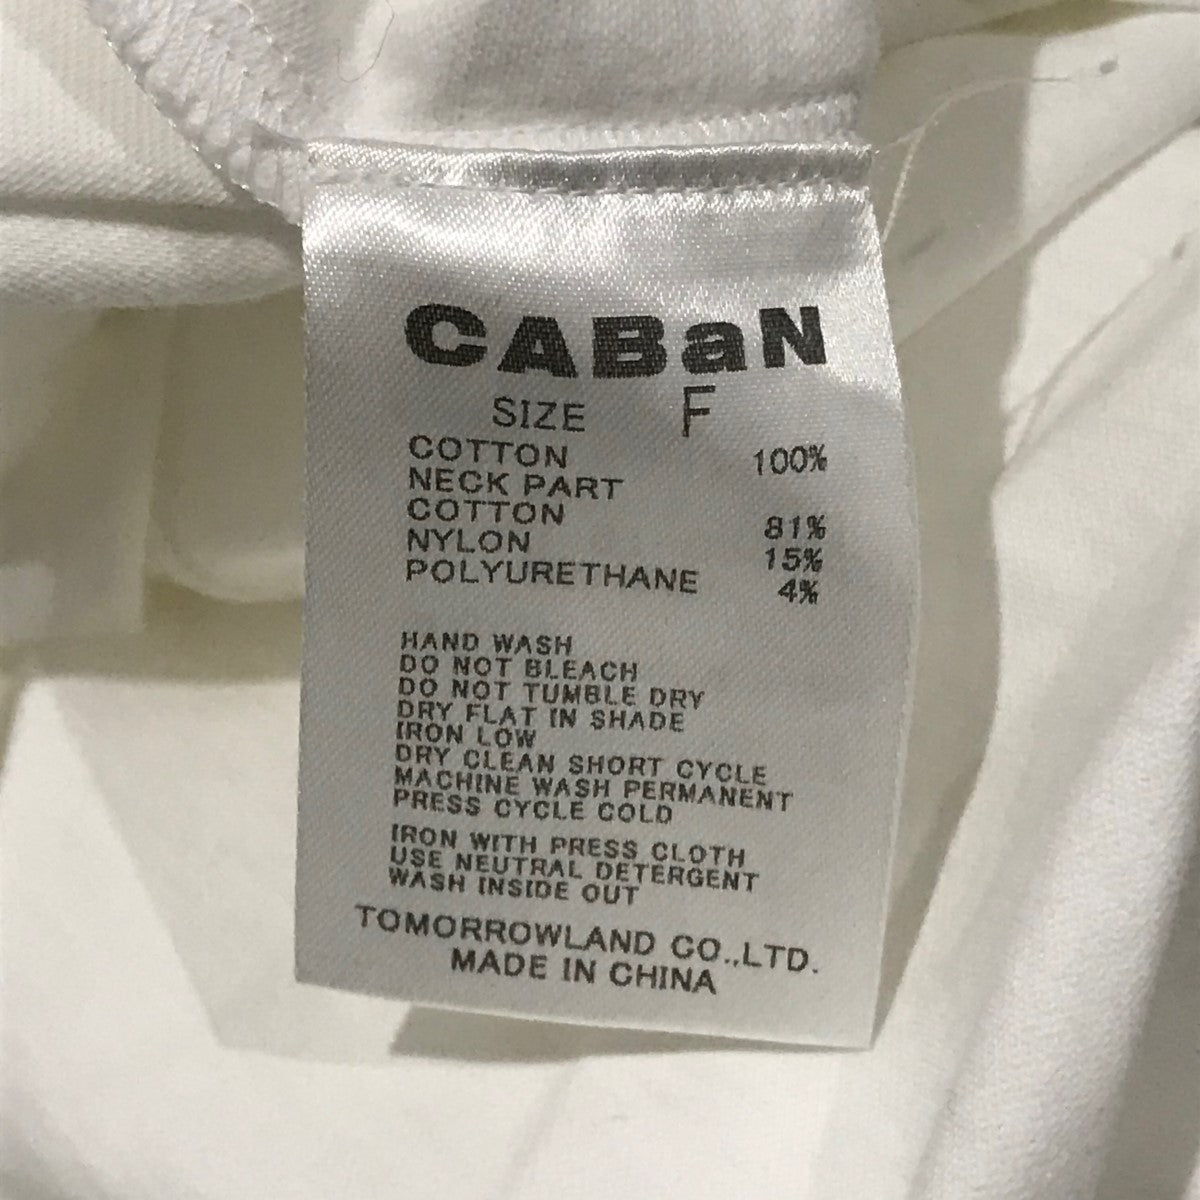 CABaN
SIZE F
COTTON 100%
NECK PART
COTTON 81%
NYLON 15%
POLYURETHANE 4%
HAND WASH
DO NOT BLEACH
DO NOT TUMBLE DRY
DRY FLAT IN SHADE
IRON LOW
DRY CLEAN SHORT CYCLE
MACHINE WASH PERMANENT
PRESS CYCLE COLD
IRON WITH PRESS CLOTH
USE NEUTRAL DETERGENT
WASH INSIDE OUT
TOMORROWLAND CO.,LTD.
MADE IN CHINA